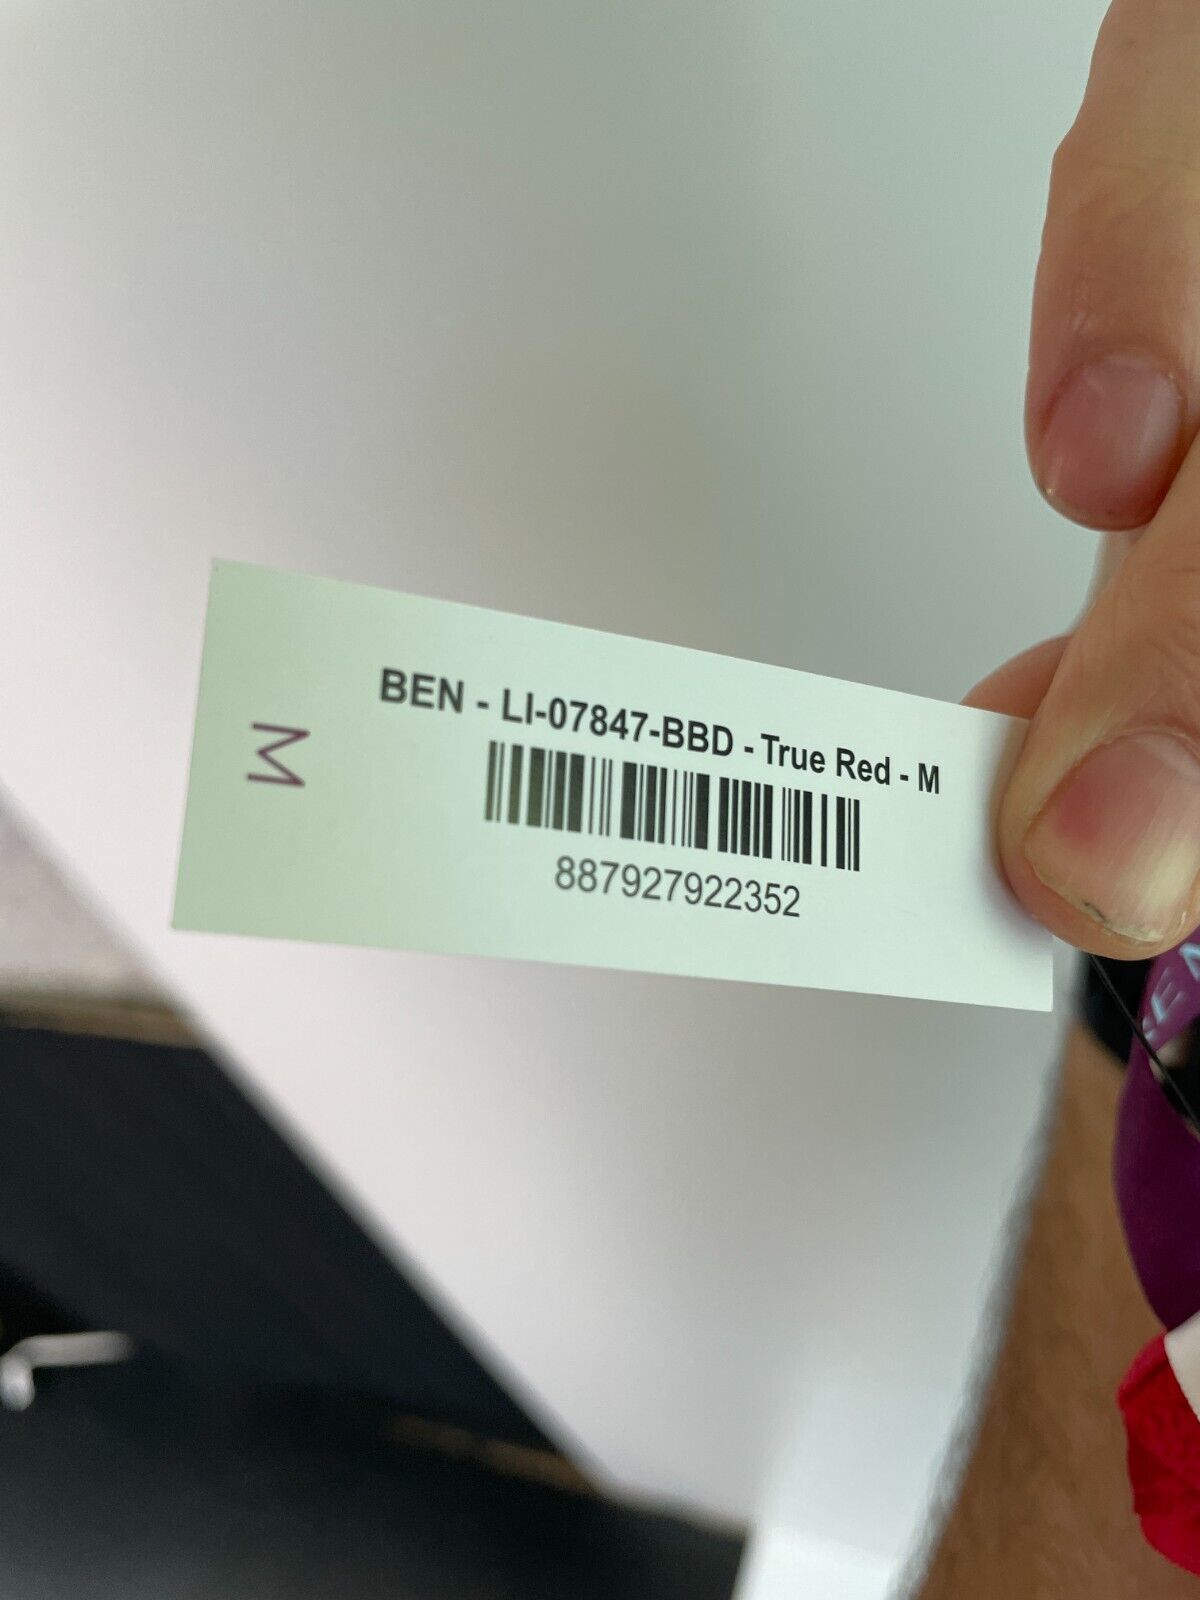 M
BEN - LI-07847-BBD - True Red - M
887927922352